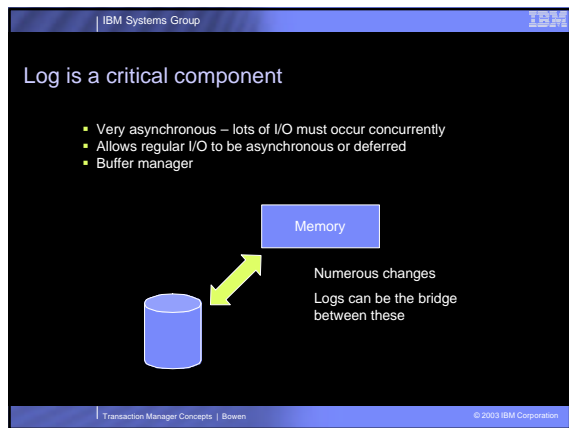 IBM Systems Group
IBM
Log is a critical component
▪ Very asynchronous – lots of I/O must occur concurrently
▪ Allows regular I/O to be asynchronous or deferred
▪ Buffer manager
Memory
Numerous changes
Logs can be the bridge
between these
Transaction Manager Concepts | Bowen
© 2003 IBM Corporation